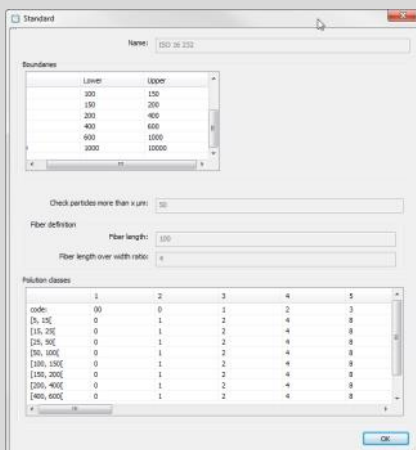 Standard
Name: ISO 16 232
Boundaries
Lower Upper
100 150
150 200
200 400
400 600
600 1000
1000 10000
Check particles more than x µm: 50
Fiber definition
Fiber length: 100
Fiber length over width ratio: 4
Polution classes
1 2 3 4 5
code: 00 0 1 2 3
[5, 15[ 0 1 2 4 8
[15, 25[ 0 1 2 4 8
[25, 50[ 0 1 2 4 8
[50, 100[ 0 1 2 4 8
[100, 150[ 0 1 2 4 8
[150, 200[ 0 1 2 4 8
[200, 400[ 0 1 2 4 8
[400, 600[ 0 1 2 4 8
OK